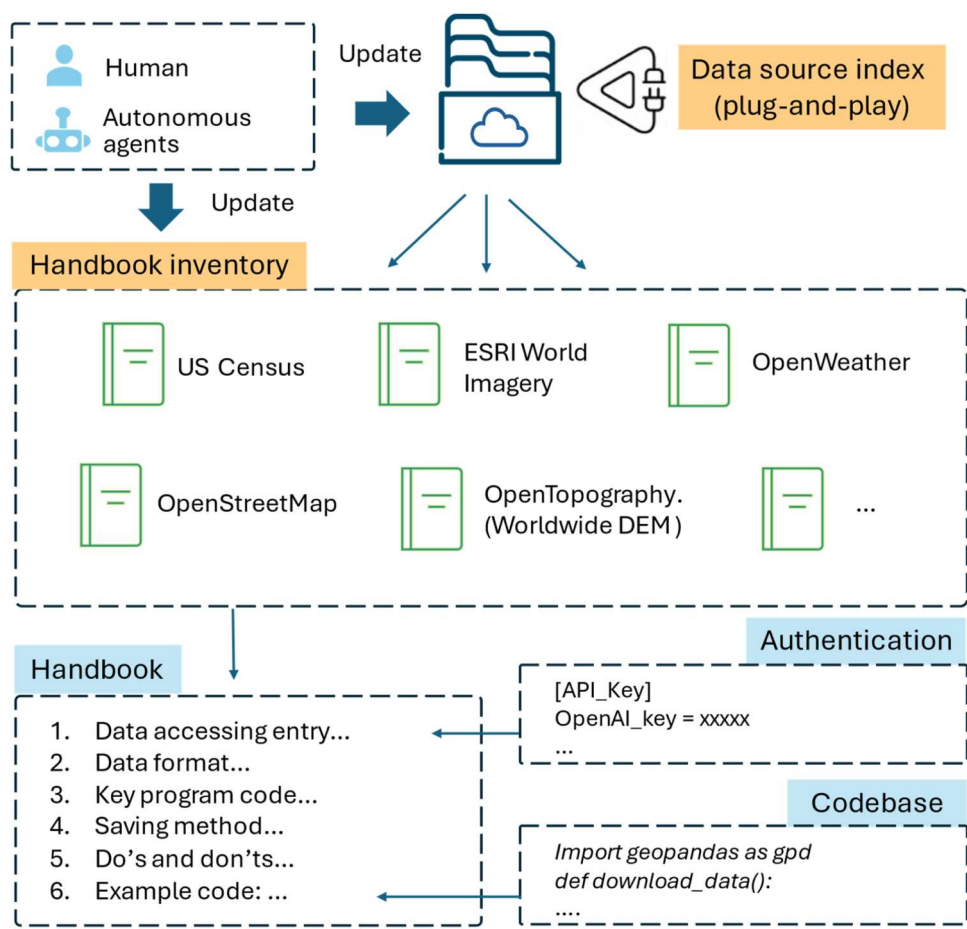 Human
Autonomous
agents
Update
Data source index
(plug-and-play)
Update
Handbook inventory
US Census
ESRI World
Imagery
OpenWeather
OpenStreetMap
OpenTopography.
(Worldwide DEM )
...
Handbook
1. Data accessing entry...
2. Data format...
3. Key program code...
4. Saving method...
5. Do's and don'ts...
6. Example code: ...
Authentication
[API_Key]
OpenAI_key = xxxxx
...
Codebase
Import geopandas as gpd
def download_data():
....